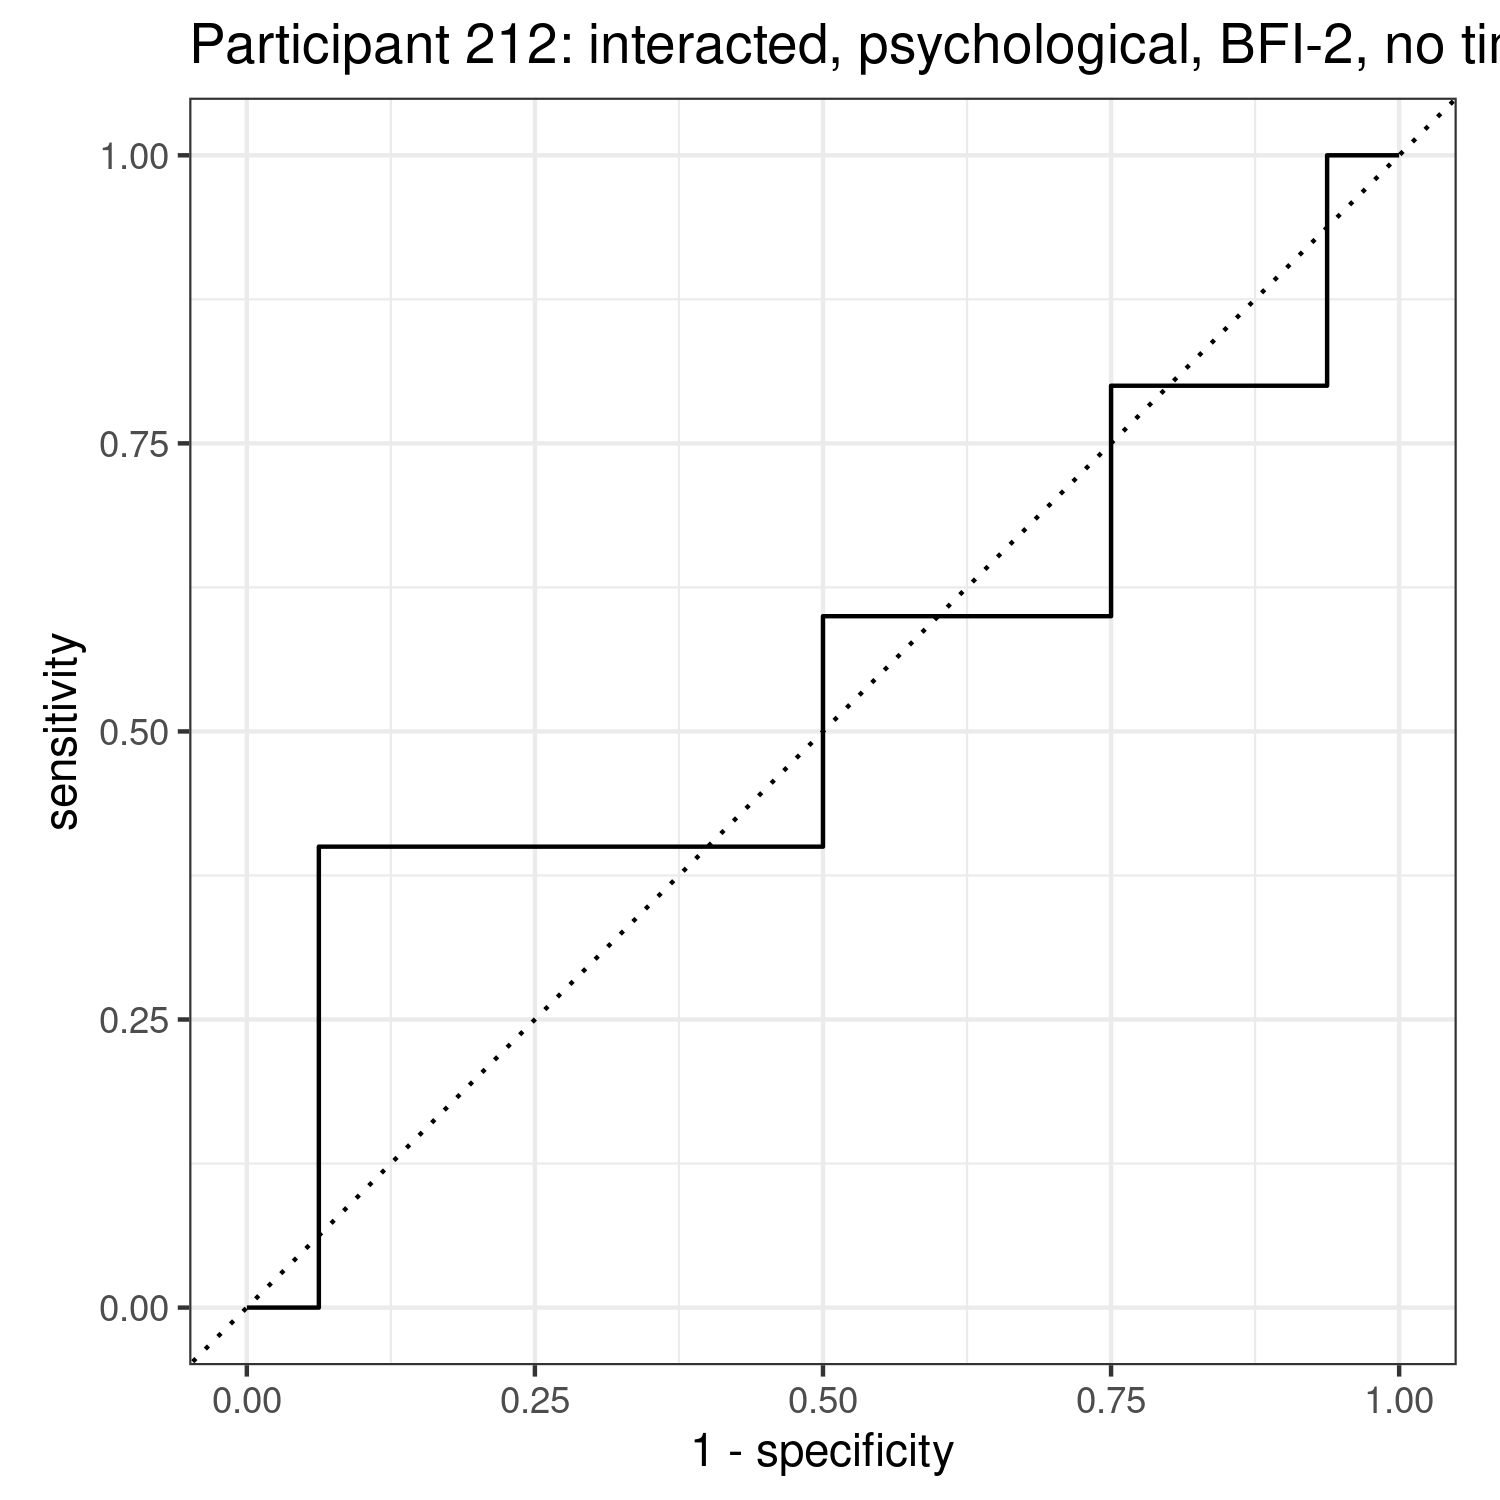 Participant 212: interacted, psychological, BFI-2, no
1.00
0.75
0.50
0.25
0.00
sensitivity
0.00 0.25 0.50 0.75 1.00
1 - specificity